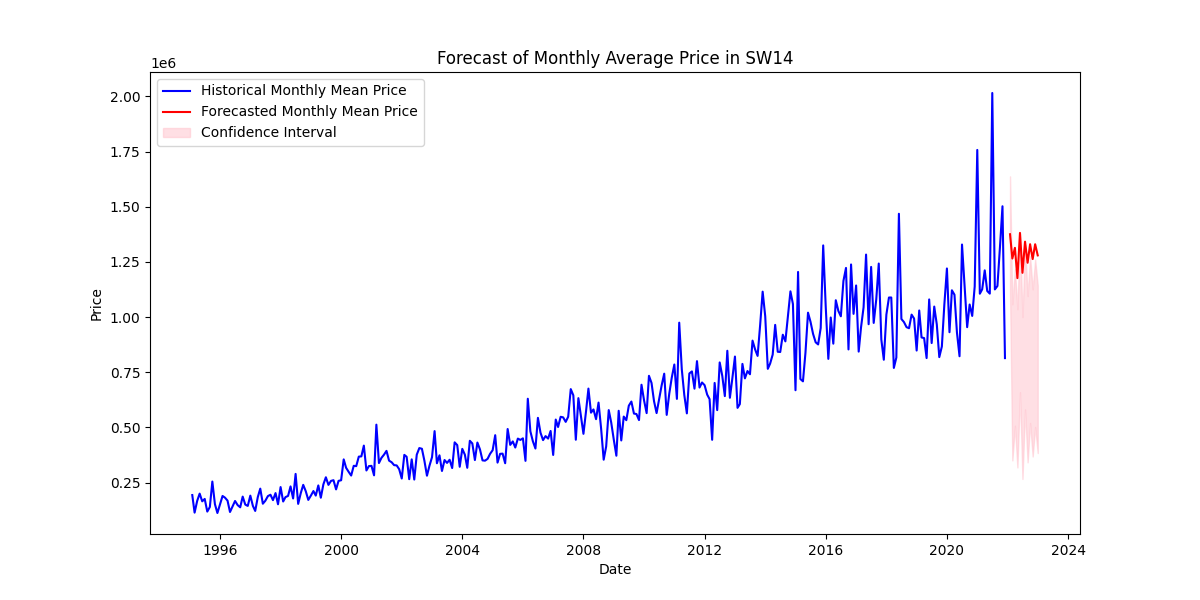 Forecast of Monthly Average Price in SW14
1e6
Historical Monthly Mean Price
Forecasted Monthly Mean Price
Confidence Interval
2.00
1.75
1.50
1.25
1.00
0.75
0.50
0.25
Price
1996 2000 2004 2008 2012 2016 2020 2024
Date